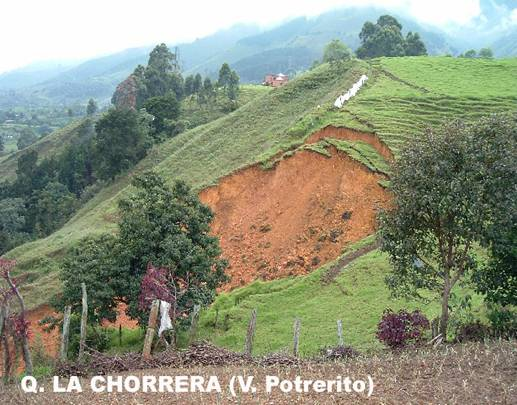 Q. LA CHORRERA (V. Potrerito)